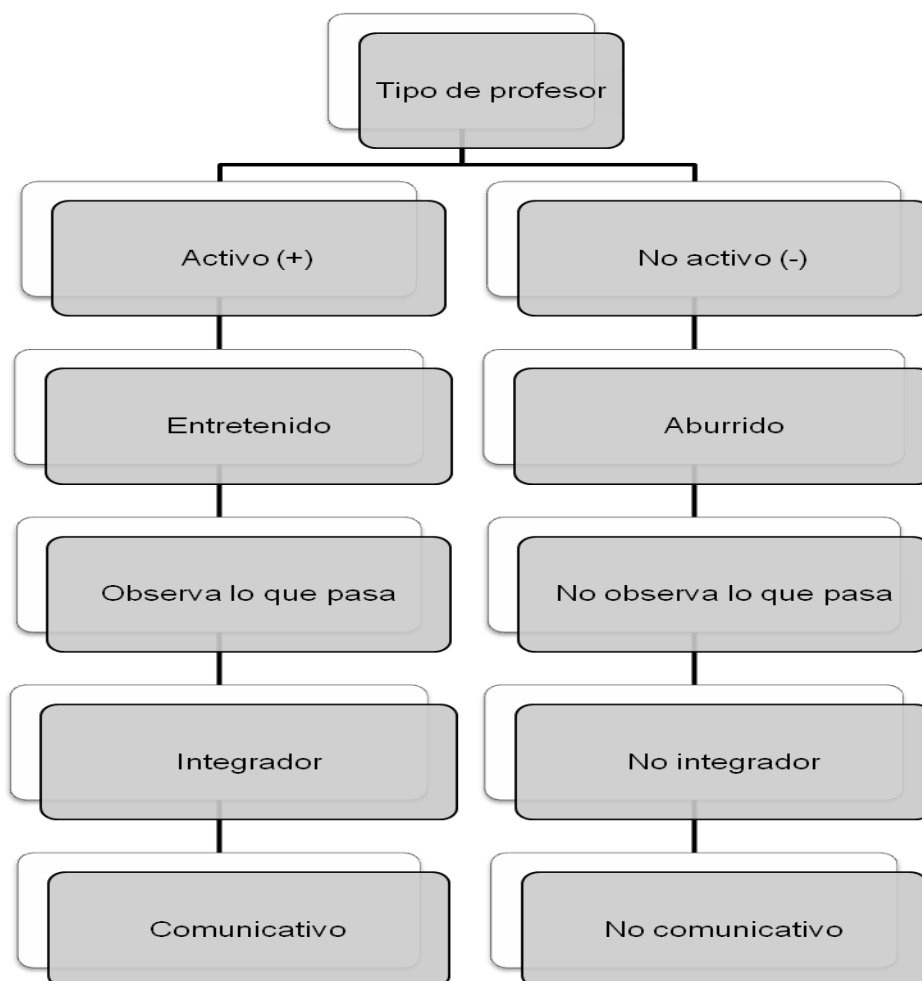 Tipo de profesor
Activo (+)
No activo (-)
Entretenido
Aburrido
Observa lo que pasa
No observa lo que pasa
Integrador
No integrador
Comunicativo
No comunicativo